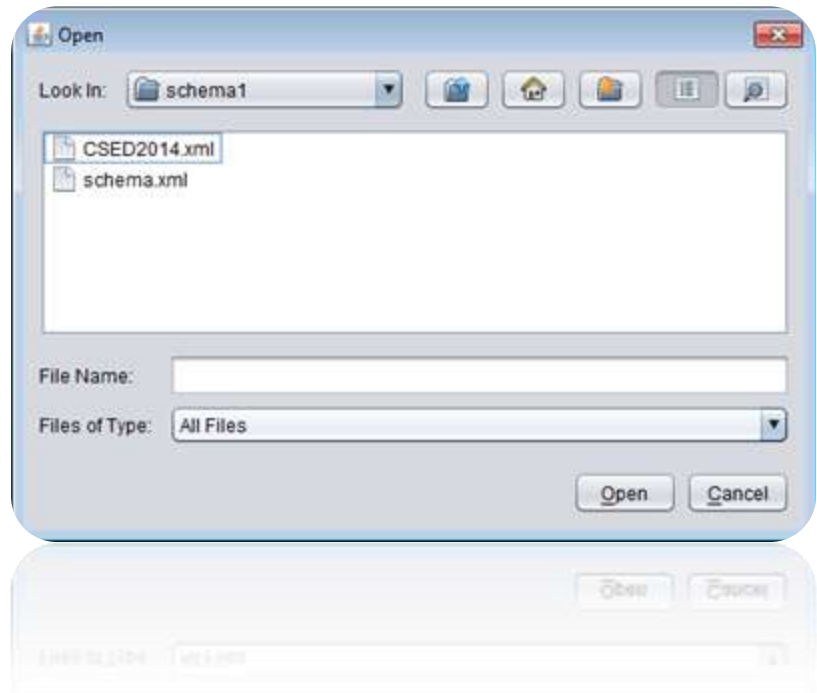 Open
Look In: schema1
CSED2014.xml
schema.xml
File Name:
Files of Type: All Files
Open Cancel